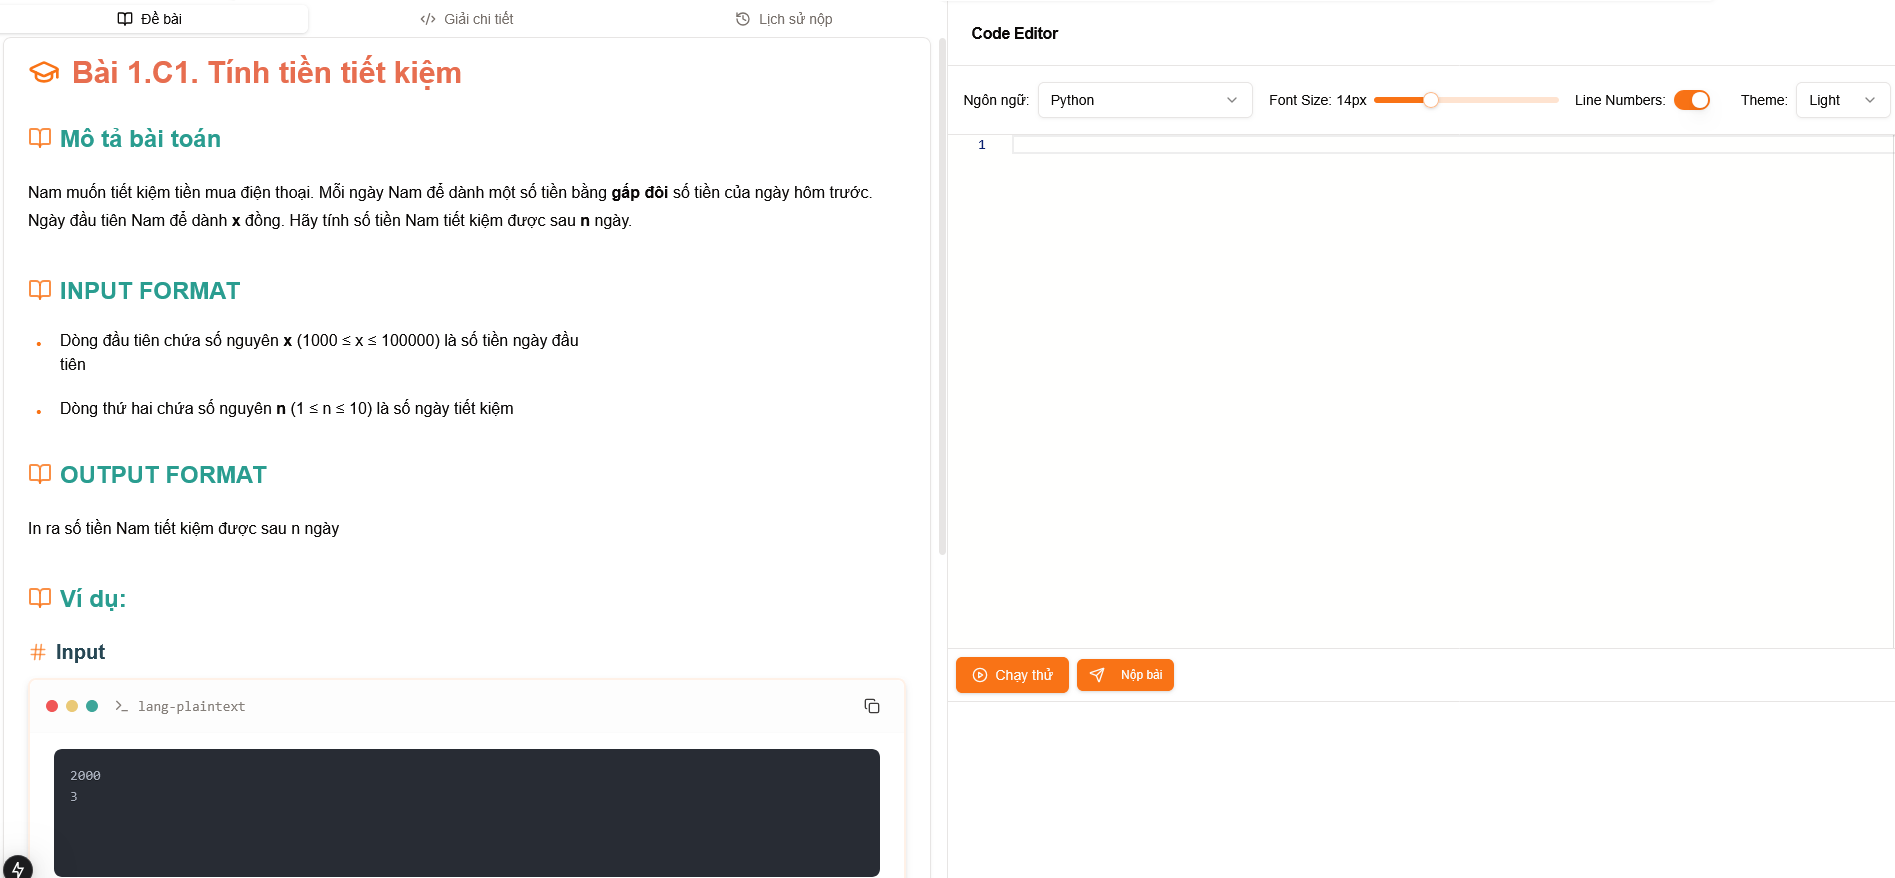 Đề bài
Giải chi tiết
Lịch sử nộp
Bài 1.C1. Tính tiền tiết kiệm
Mô tả bài toán
Nam muốn tiết kiệm tiền mua điện thoại. Mỗi ngày Nam để dành một số tiền bằng gấp đôi số tiền của ngày hôm trước.
Ngày đầu tiên Nam để dành x đồng. Hãy tính số tiền Nam tiết kiệm được sau n ngày.
INPUT FORMAT
Dòng đầu tiên chứa số nguyên x (1000 ≤ x ≤ 100000) là số tiền ngày đầu
tiên
Dòng thứ hai chứa số nguyên n (1 ≤ n ≤ 10) là số ngày tiết kiệm
OUTPUT FORMAT
In ra số tiền Nam tiết kiệm được sau n ngày
Ví dụ:
Input
lang-plaintext
2000
3
Code Editor
Ngôn ngữ: Python
Font Size: 14px
Line Numbers:
Theme: Light
1
Chạy thử
Nộp bài